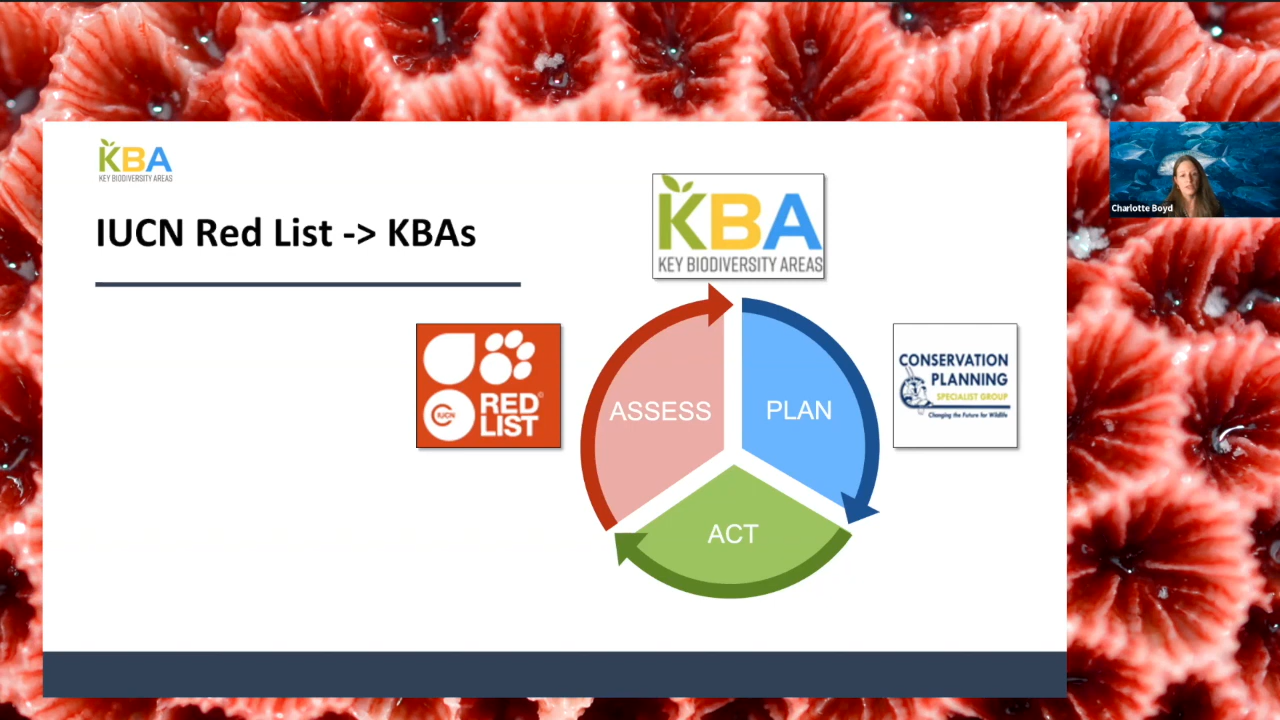 KBA
KEY BIODIVERSITY AREAS
IUCN Red List -> KBAs
KBA
KEY BIODIVERSITY AREAS
IUCN
RED
LIST
ASSESS
PLAN
ACT
CONSERVATION
PLANNING
SPECIALIST GROUP
Changing the Future for Wildlife
Charlotte Boyd